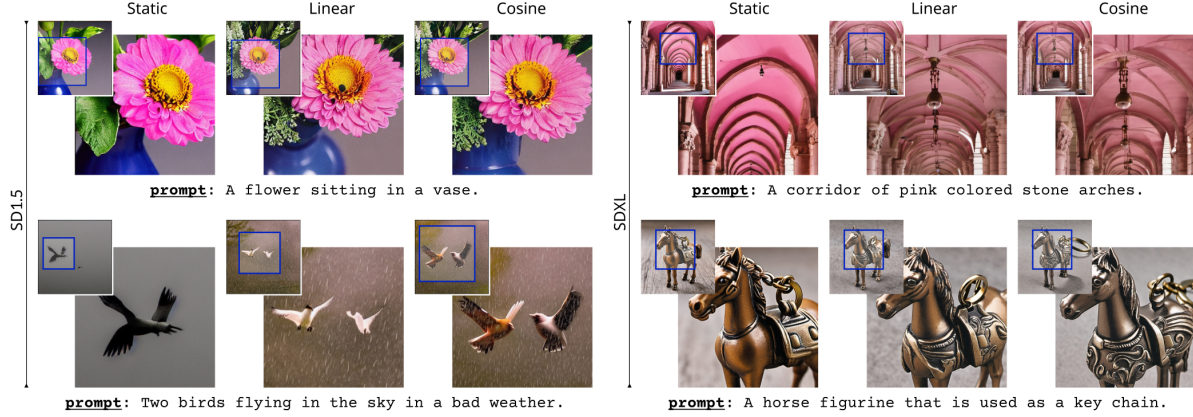 Static Linear Cosine Static Linear Cosine
SD1.5
prompt: A flower sitting in a vase.
prompt: Two birds flying in the sky in a bad weather.
SDXL
prompt: A corridor of pink colored stone arches.
prompt: A horse figurine that is used as a key chain.